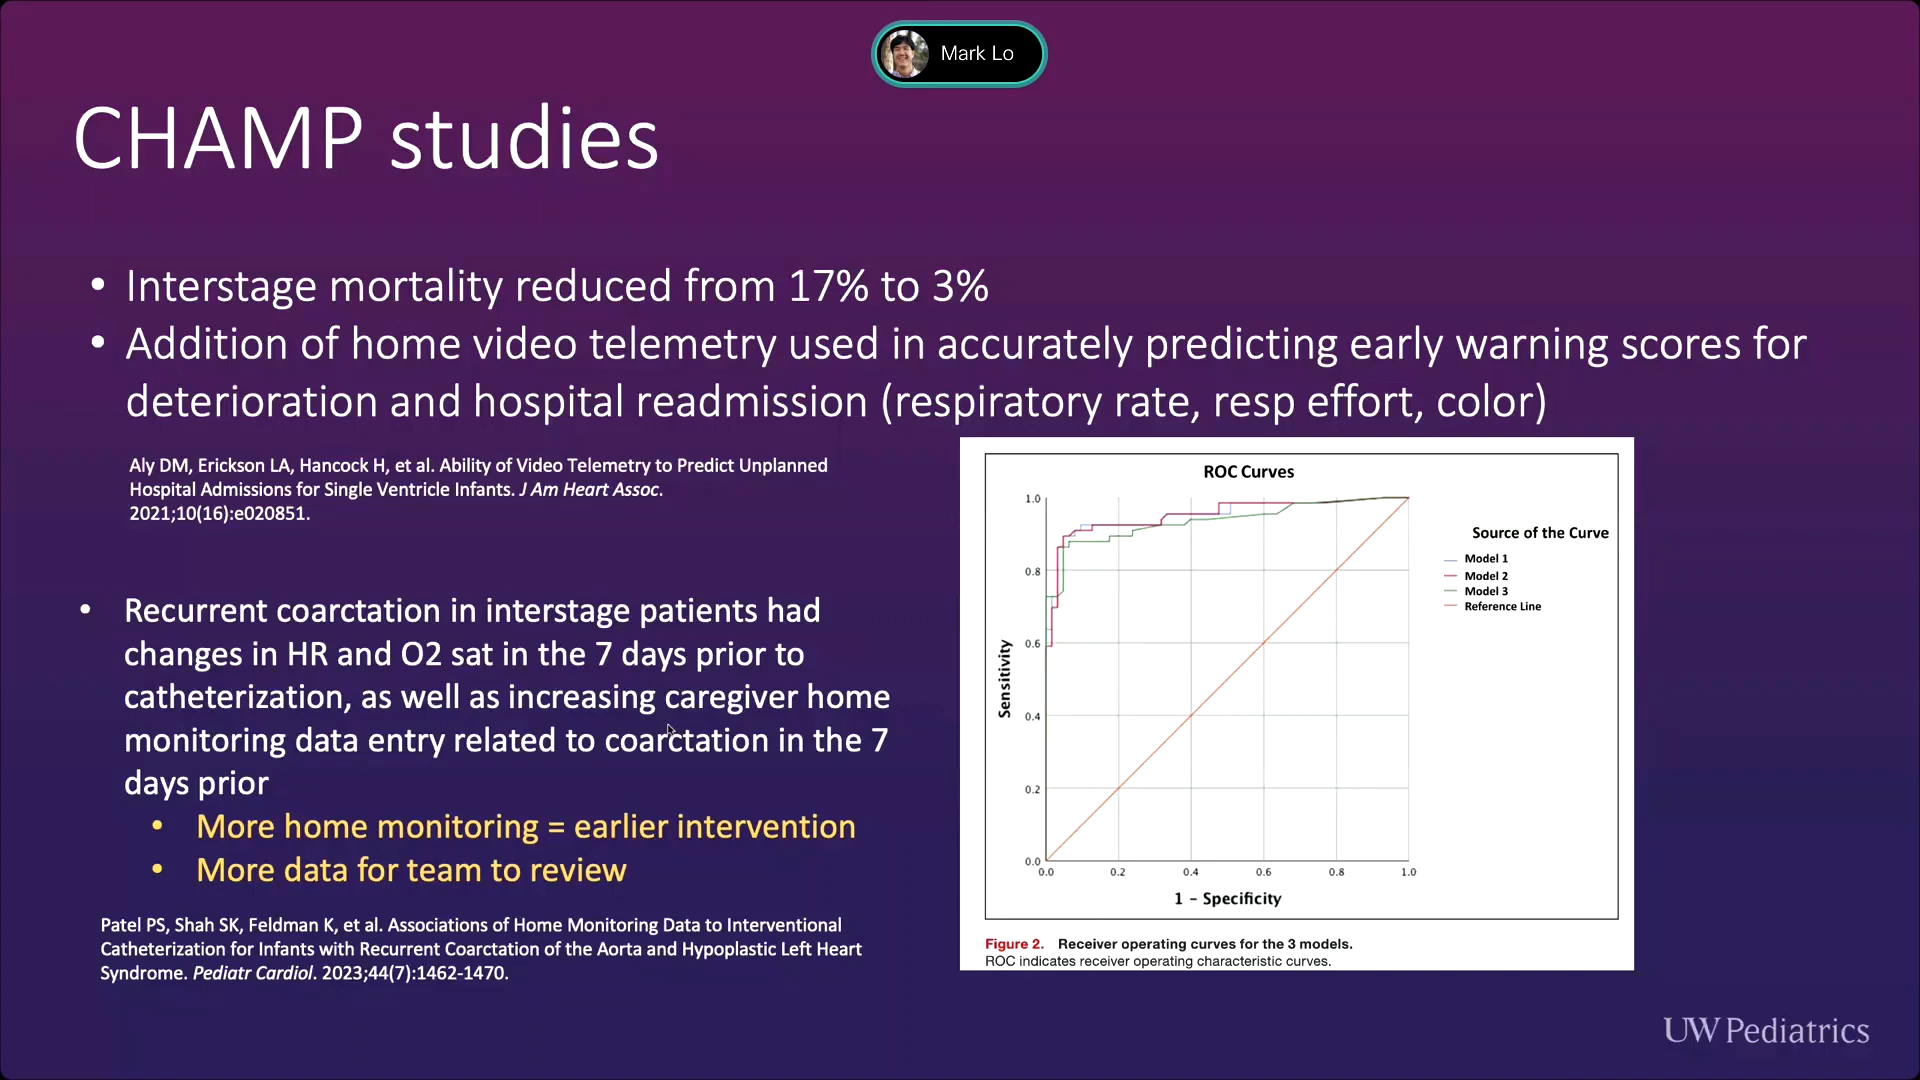 Mark Lo
CHAMP studies
• Interstage mortality reduced from 17% to 3%
• Addition of home video telemetry used in accurately predicting early warning scores for
deterioration and hospital readmission (respiratory rate, resp effort, color)
Aly DM, Erickson LA, Hancock H, et al. Ability of Video Telemetry to Predict Unplanned
Hospital Admissions for Single Ventricle Infants. J Am Heart Assoc.
2021;10(16):e020851.
• Recurrent coarctation in interstage patients had
changes in HR and O2 sat in the 7 days prior to
catheterization, as well as increasing caregiver home
monitoring data entry related to coarctation in the 7
days prior
• More home monitoring = earlier intervention
• More data for team to review
Patel PS, Shah SK, Feldman K, et al. Associations of Home Monitoring Data to Interventional
Catheterization for Infants with Recurrent Coarctation of the Aorta and Hypoplastic Left Heart
Syndrome. Pediatr Cardiol. 2023;44(7):1462-1470.
ROC Curves
Sensitivity
1.0
0.8
0.6
0.4
0.2
0.0
0.0 0.2 0.4 0.6 0.8 1.0
1 – Specificity
Source of the Curve
Model 1
Model 2
Model 3
Reference Line
Figure 2. Receiver operating curves for the 3 models.
ROC indicates receiver operating characteristic curves.
UW Pediatrics